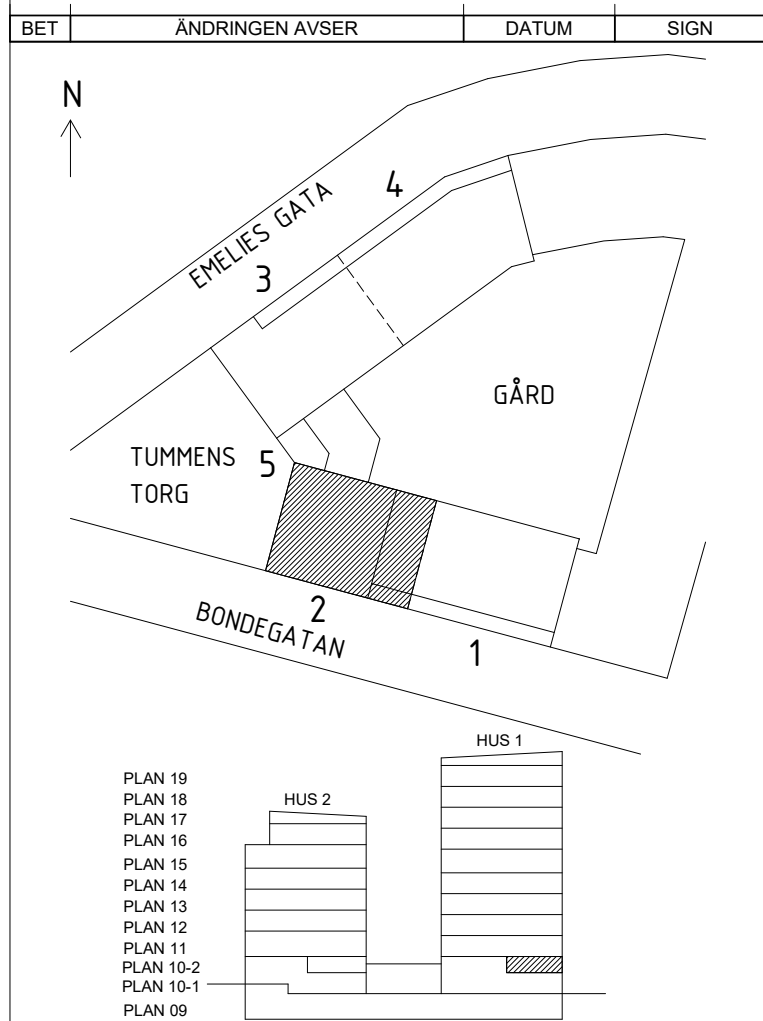 BET ÄNDRINGEN AVSER DATUM SIGN
N
4
EMELIES GATA
3
GÅRD
TUMMENS
TORG
5
2
BONDEGATAN
1
HUS 1
PLAN 19
PLAN 18
HUS 2
PLAN 17
PLAN 16
PLAN 15
PLAN 14
PLAN 13
PLAN 12
PLAN 11
PLAN 10-2
PLAN 10-1
PLAN 09